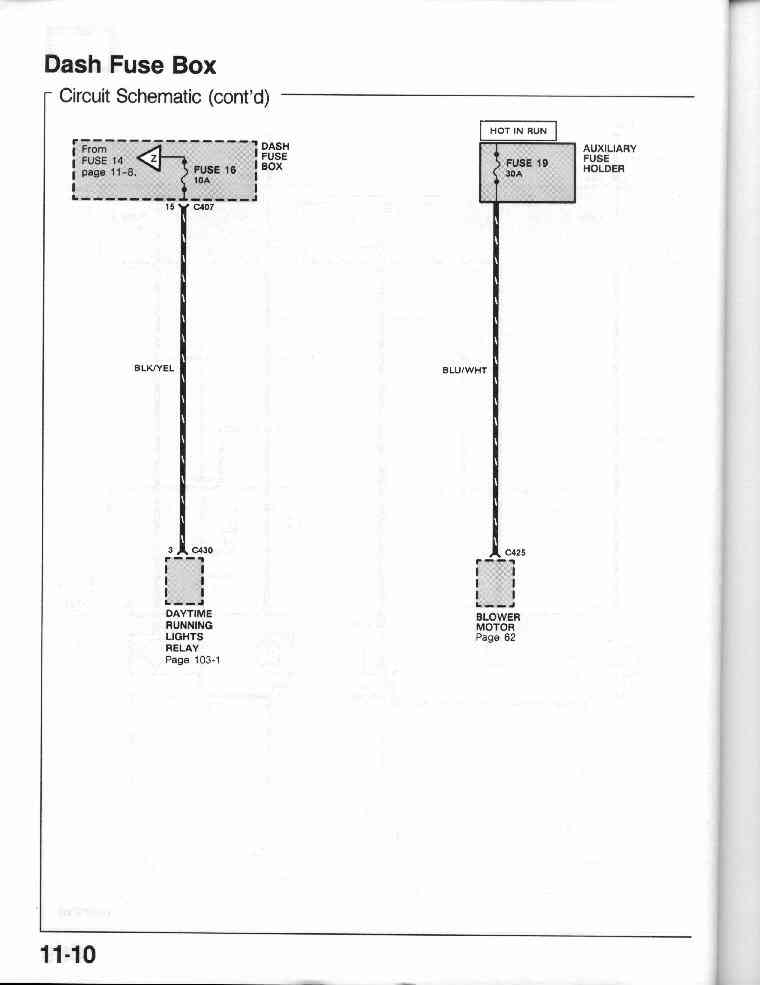 Dash Fuse Box
Circuit Schematic (cont'd)
From
FUSE 14
page 11-8.
Z
FUSE 16
10A
DASH
FUSE
BOX
15 C407
BLK/YEL
3 C430
DAYTIME
RUNNING
LIGHTS
RELAY
Page 103-1
HOT IN RUN
FUSE 19
30A
AUXILIARY
FUSE
HOLDER
BLU/WHT
C425
BLOWER
MOTOR
Page 62
11-10